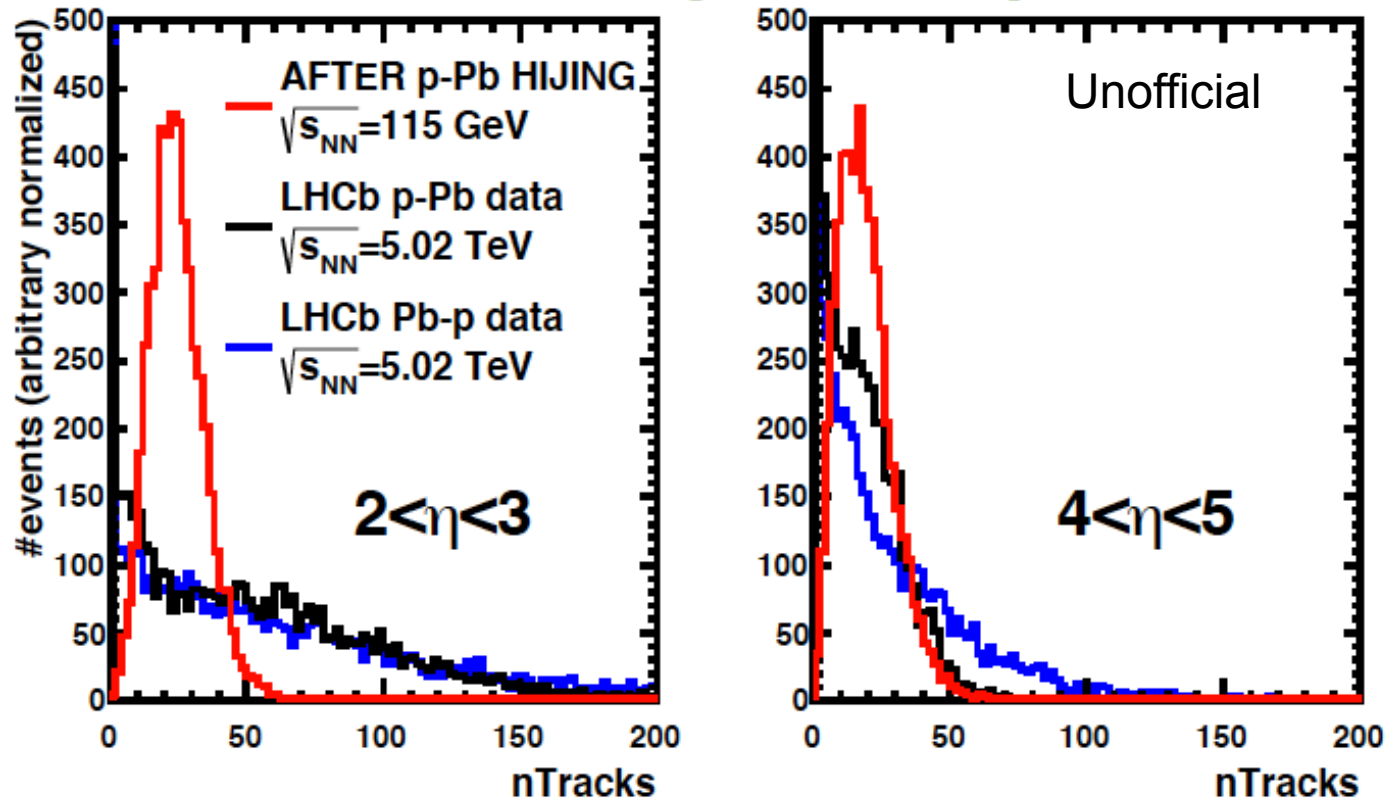 #events (arbitrary normalized)
500
450
400
350
300
250
200
150
100
50
0
AFTER p-Pb HIJING
√sNN=115 GeV
LHCb p-Pb data
√sNN=5.02 TeV
LHCb Pb-p data
√sNN=5.02 TeV
2<η<3
0 50 100 150 200
nTracks
500
450
400
350
300
250
200
150
100
50
0
Unofficial
4<η<5
0 50 100 150 200
nTracks